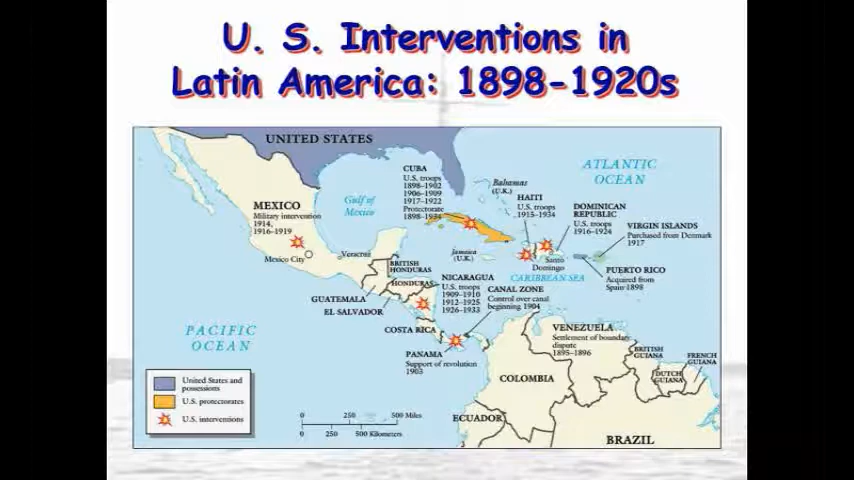 U. S. Interventions in
Latin America: 1898-1920s
UNITED STATES
ATLANTIC
OCEAN
CUBA
U.S. troops
1898-1902
1906-1909
1917-1922
Protectorate
1898-1934
Gulf of
Mexico
Bahamas
(U.K.)
HAITI
U.S. troops
1915-1934
DOMINICAN
REPUBLIC
U.S. troops
1916-1924
VIRGIN ISLANDS
Purchased from Denmark
1917
MEXICO
Military intervention
1914,
1916-1919
Mexico City
Veracruz
Jamaica
(U.K.)
Santo
Domingo
PUERTO RICO
Acquired from
Spain 1898
CARIBBEAN SEA
BRITISH
HONDURAS
HONDURAS
NICARAGUA
U.S. troops
1909-1910
1912-1925
1926-1933
CANAL ZONE
Control over canal
beginning 1904
GUATEMALA
EL SALVADOR
COSTA RICA
PACIFIC
OCEAN
PANAMA
Support of revolution
1903
VENEZUELA
Settlement of boundary
dispute
1895-1896
BRITISH
GUIANA
DUTCH
GUIANA
FRENCH
GUIANA
COLOMBIA
ECUADOR
BRAZIL
United States and
possessions
U.S. protectorates
U.S. interventions
0 250 500 Miles
0 250 500 Kilometers